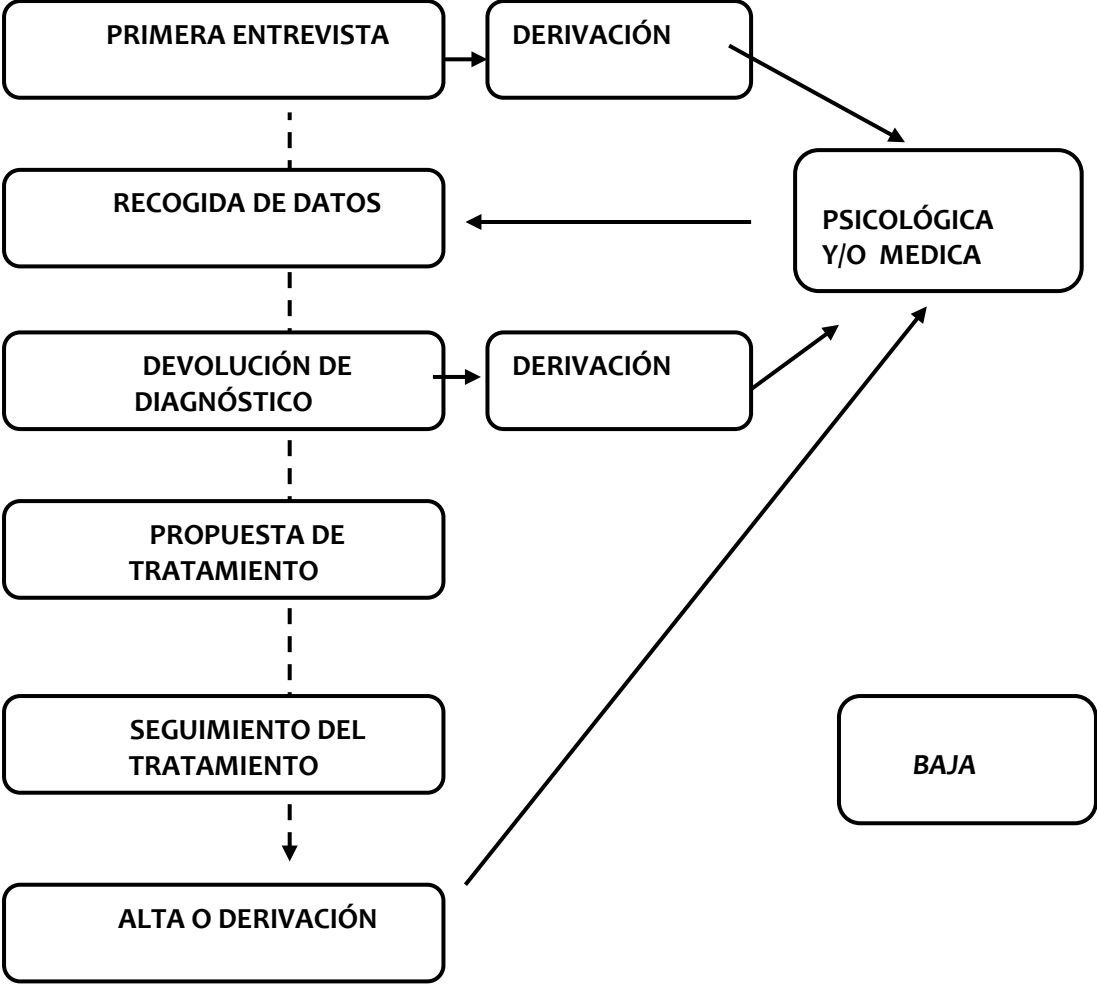 PRIMERA ENTREVISTA
DERIVACIÓN
RECOGIDA DE DATOS
PSICOLÓGICA
Y/O MEDICA
DEVOLUCIÓN DE
DIAGNÓSTICO
DERIVACIÓN
PROPUESTA DE
TRATAMIENTO
SEGUIMIENTO DEL
TRATAMIENTO
BAJA
ALTA O DERIVACIÓN